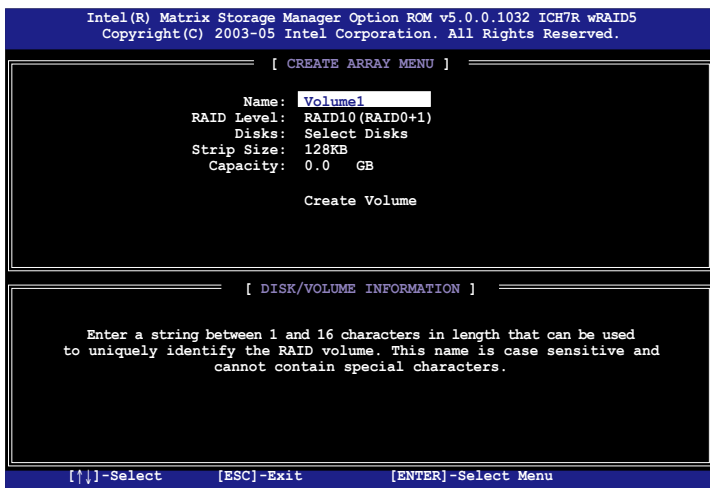 Intel(R) Matrix Storage Manager Option ROM v5.0.0.1032 ICH7R wRAID5
Copyright(C) 2003-05 Intel Corporation. All Rights Reserved.
[ CREATE ARRAY MENU ]
Name: Volume1
RAID Level: RAID10(RAID0+1)
Disks: Select Disks
Strip Size: 128KB
Capacity: 0.0 GB
Create Volume
[ DISK/VOLUME INFORMATION ]
Enter a string between 1 and 16 characters in length that can be used
to uniquely identify the RAID volume. This name is case sensitive and
cannot contain special characters.
[↑↓]-Select [ESC]-Exit [ENTER]-Select Menu